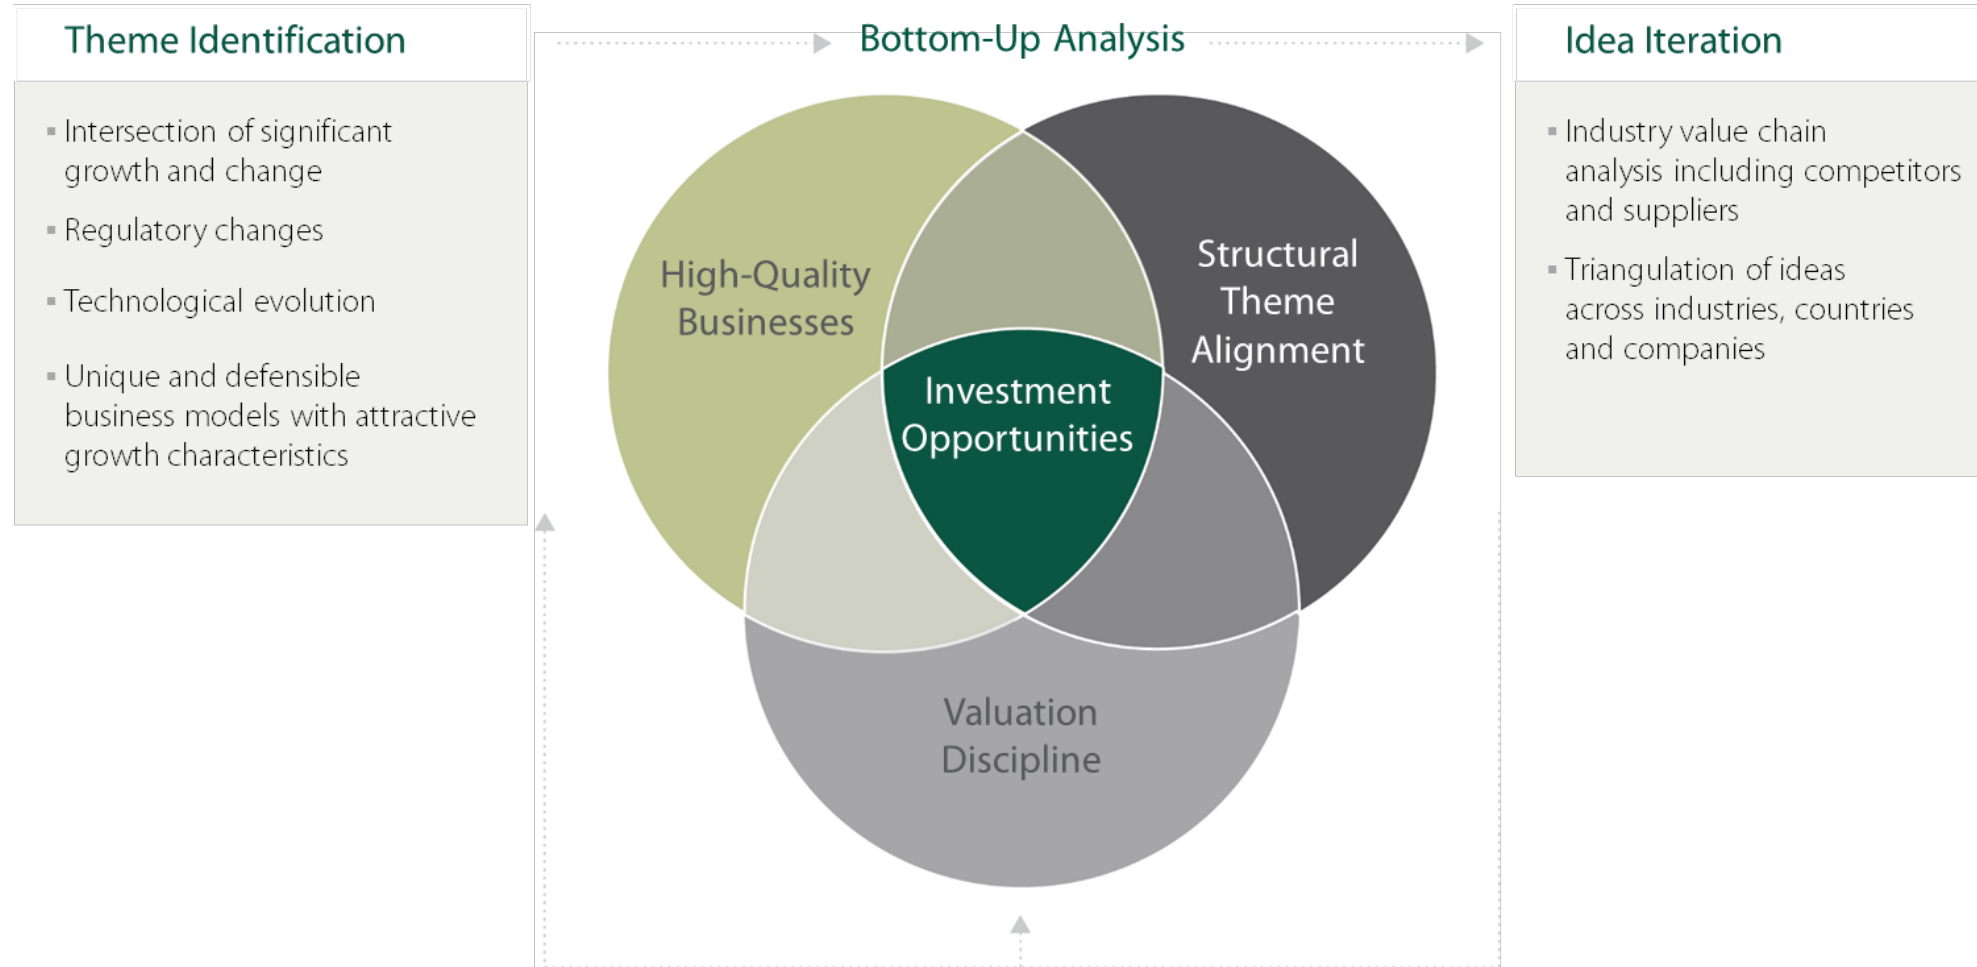 Theme Identification
▪ Intersection of significant
growth and change
▪ Regulatory changes
▪ Technological evolution
▪ Unique and defensible
business models with attractive
growth characteristics
Bottom-Up Analysis
High-Quality
Businesses
Structural
Theme
Alignment
Investment
Opportunities
Valuation
Discipline
Idea Iteration
▪ Industry value chain
analysis including competitors
and suppliers
▪ Triangulation of ideas
across industries, countries
and companies